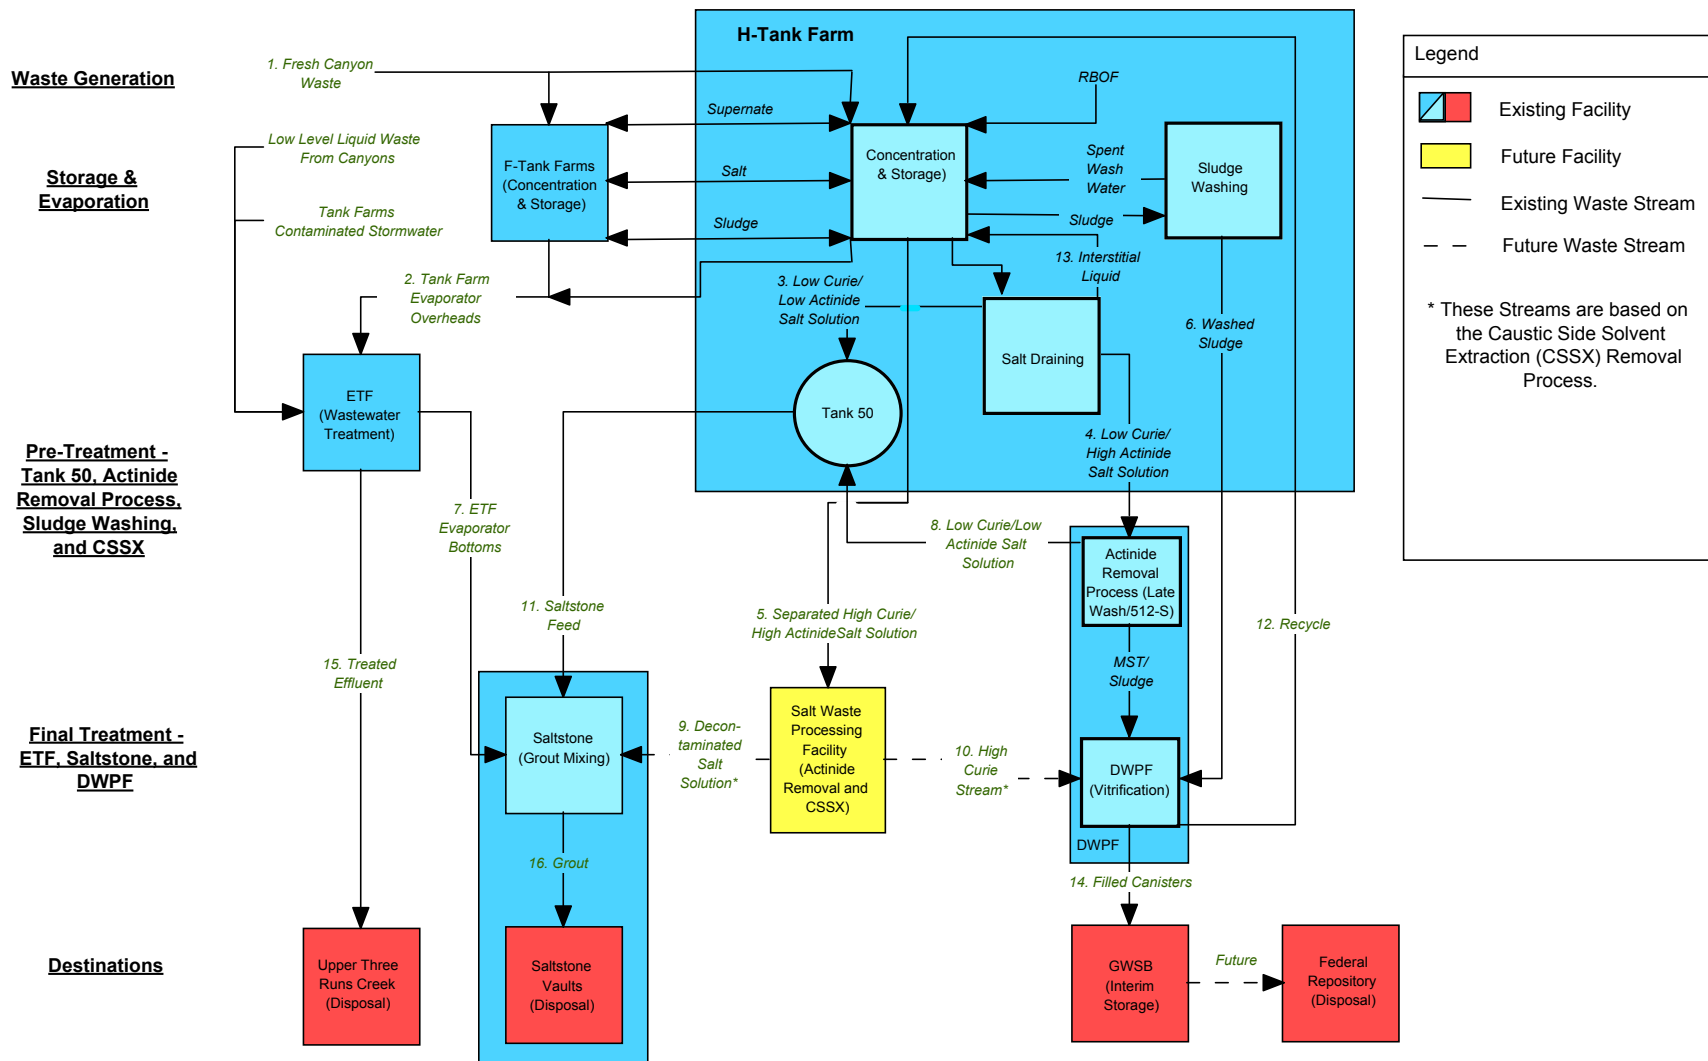 H-Tank Farm
Legend
Existing Facility
Future Facility
Existing Waste Stream
Future Waste Stream
* These Streams are based on
the Caustic Side Solvent
Extraction (CSSX) Removal
Process.
Waste Generation
1. Fresh Canyon
Waste
RBOF
Supernate
Low Level Liquid Waste
From Canyons
Storage &
Evaporation
F-Tank Farms
(Concentration
& Storage)
Salt
Concentration
& Storage)
Spent
Wash
Water
Sludge
Washing
Tank Farms
Contaminated Stormwater
Sludge
Sludge
13. Interstitial
Liquid
2. Tank Farm
Evaporator
Overheads
3. Low Curie/
Low Actinide
Salt Solution
Salt Draining
6. Washed
Sludge
ETF
(Wastewater
Treatment)
Tank 50
4. Low Curie/
High Actinide
Salt Solution
Pre-Treatment -
Tank 50, Actinide
Removal Process,
Sludge Washing,
and CSSX
7. ETF
Evaporator
Bottoms
8. Low Curie/Low
Actinide Salt
Solution
Actinide
Removal
Process (Late
Wash/512-S)
11. Saltstone
Feed
5. Separated High Curie/
High ActinideSalt Solution
12. Recycle
15. Treated
Effluent
MST/
Sludge
Final Treatment -
ETF, Saltstone, and
DWPF
Saltstone
(Grout Mixing)
9. Decon-
taminated
Salt
Solution*
Salt Waste
Processing
Facility
(Actinide
Removal and
CSSX)
10. High
Curie
Stream*
DWPF
(Vitrification)
DWPF
16. Grout
14. Filled Canisters
Destinations
Upper Three
Runs Creek
(Disposal)
Saltstone
Vaults
(Disposal)
GWSB
(Interim
Storage)
Future
Federal
Repository
(Disposal)